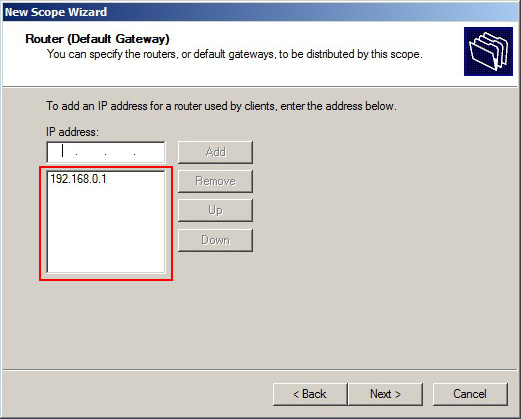 New Scope Wizard
Router (Default Gateway)
You can specify the routers, or default gateways, to be distributed by this scope.
To add an IP address for a router used by clients, enter the address below.
IP address:
. . .
Add
192.168.0.1
Remove
Up
Down
< Back
Next >
Cancel